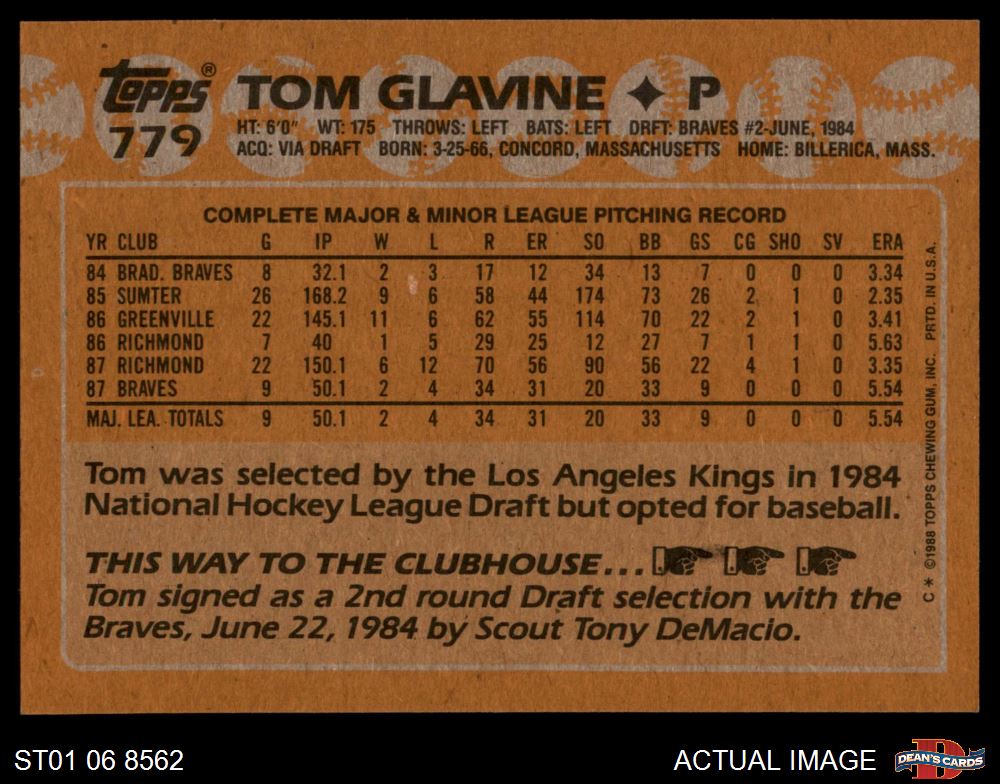 topps® TOM GLAVINE ✦ P
779 HT: 6'0" WT: 175 THROWS: LEFT BATS: LEFT DRFT: BRAVES #2-JUNE, 1984
ACQ: VIA DRAFT BORN: 3-25-66, CONCORD, MASSACHUSETTS HOME: BILLERICA, MASS.
COMPLETE MAJOR & MINOR LEAGUE PITCHING RECORD
YR CLUB G IP W L R ER SO BB GS CG SHO SV ERA
84 BRAD. BRAVES 8 32.1 2 3 17 12 34 13 7 0 0 0 3.34
85 SUMTER 26 168.2 9 6 58 44 174 73 26 2 1 0 2.35
86 GREENVILLE 22 145.1 11 6 62 55 114 70 22 2 1 0 3.41
86 RICHMOND 7 40 1 5 29 25 12 27 7 1 1 0 5.63
87 RICHMOND 22 150.1 6 12 70 56 90 56 22 4 1 0 3.35
87 BRAVES 9 50.1 2 4 34 31 20 33 9 0 0 0 5.54
MAJ. LEA. TOTALS 9 50.1 2 4 34 31 20 33 9 0 0 0 5.54
Tom was selected by the Los Angeles Kings in 1984
National Hockey League Draft but opted for baseball.
THIS WAY TO THE CLUBHOUSE...
Tom signed as a 2nd round Draft selection with the
Braves, June 22, 1984 by Scout Tony DeMacio.
C * ©1988 TOPPS CHEWING GUM, INC. PRTD. IN U.S.A.
ST01 06 8562 ACTUAL IMAGE
D
DEAN'S CARDS